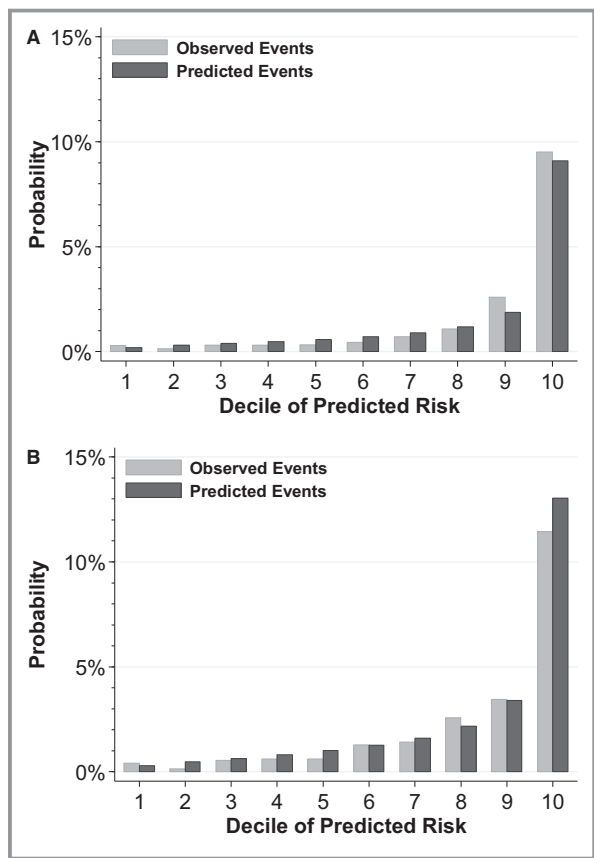 A
15%
Observed Events
Predicted Events
10%
5%
0%
Probability
1 2 3 4 5 6 7 8 9 10
Decile of Predicted Risk
B
15%
Observed Events
Predicted Events
10%
5%
0%
Probability
1 2 3 4 5 6 7 8 9 10
Decile of Predicted Risk